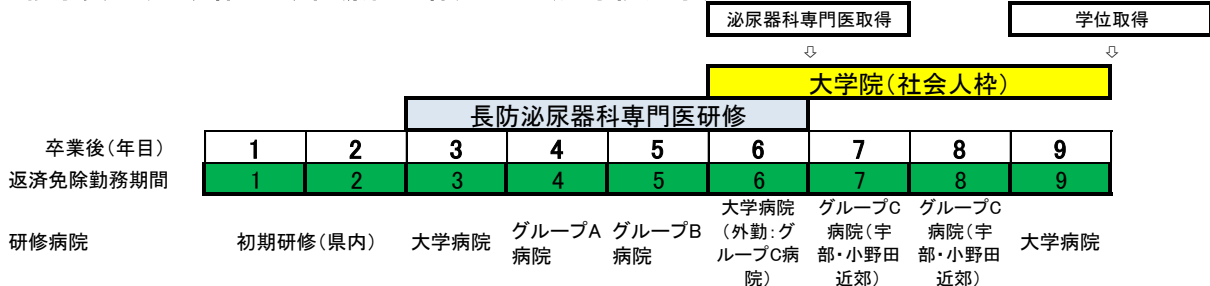 泌尿器科専門医取得 学位取得
⇩ ⇩
大学院(社会人枠)
長防泌尿器科専門医研修
卒業後(年目) 1 2 3 4 5 6 7 8 9
返済免除勤務期間 1 2 3 4 5 6 7 8 9
研修病院
初期研修(県内)
大学病院
グループA
病院
グループB
病院
大学病院
(外勤:グ
ループC病
院)
グループC
病院(宇
部・小野田
近郊)
グループC
病院(宇
部・小野田
近郊)
大学病院